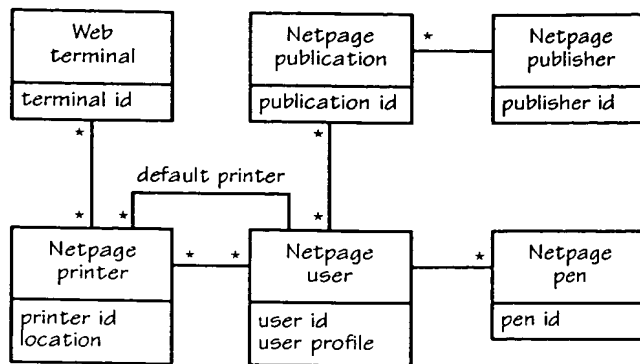 Web
terminal
terminal id
Netpage
publication
publication id
*
Netpage
publisher
publisher id
*
*
default printer
*
*
*
*
Netpage
printer
printer id
location
*
*
Netpage
user
user id
user profile
*
Netpage
pen
pen id